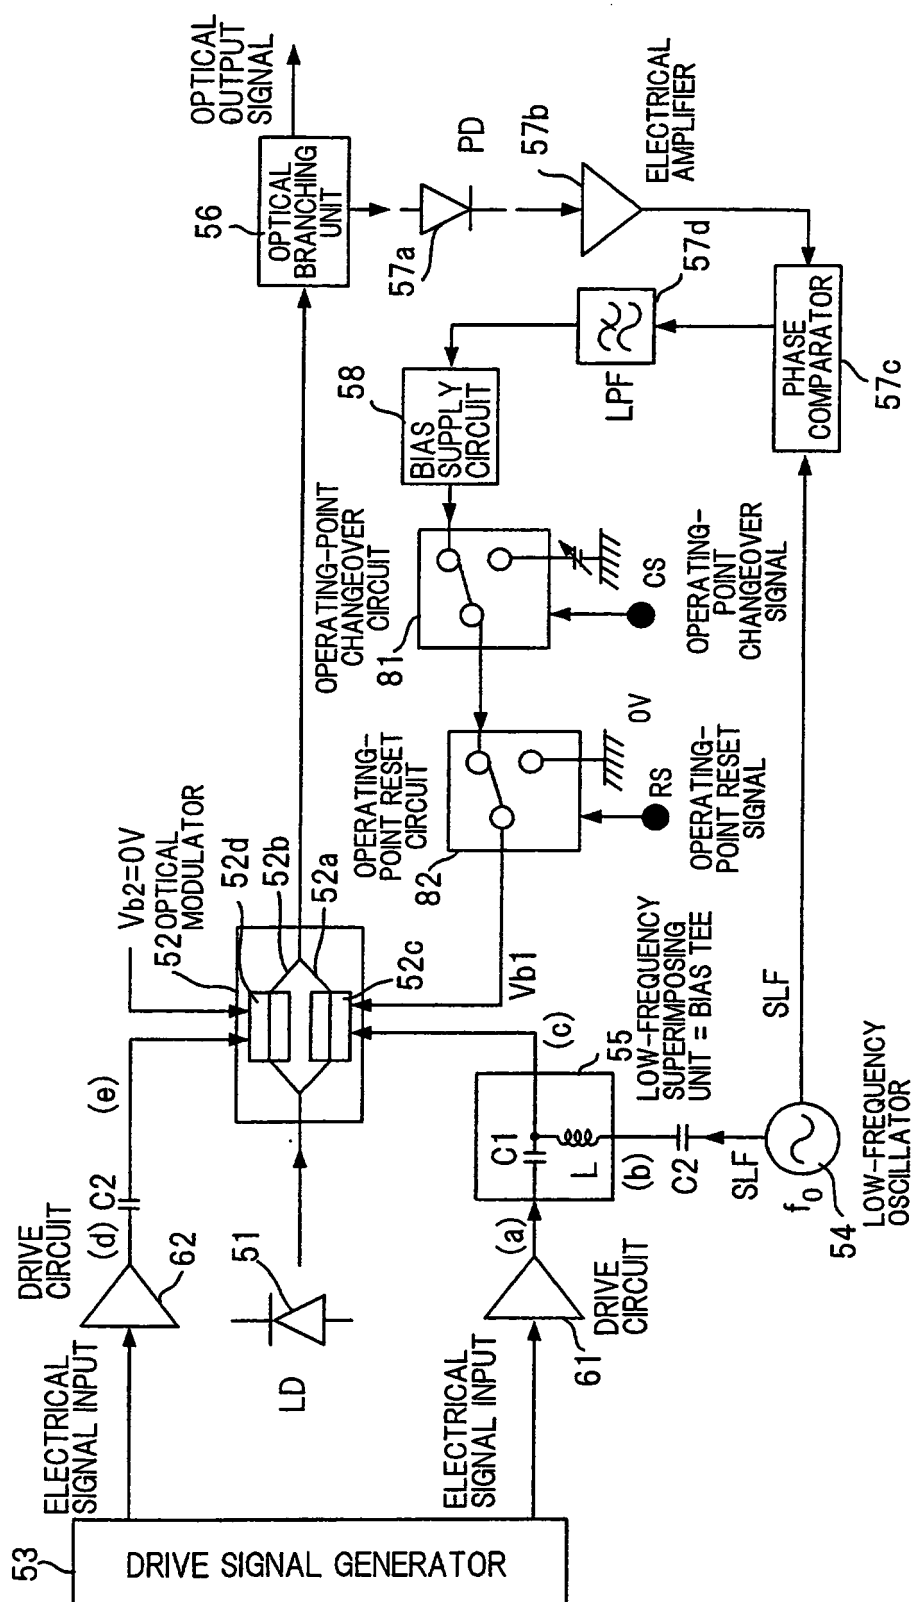 53
DRIVE SIGNAL GENERATOR
ELECTRICAL
SIGNAL INPUT
ELECTRICAL
SIGNAL INPUT
DRIVE
CIRCUIT
62
(d)
C2
(e)
LD
51
61
DRIVE
CIRCUIT
(a)
C1
L
55
(b)
C2
(c)
SLF
f0
54
LOW-FREQUENCY
OSCILLATOR
LOW-FREQUENCY
SUPERIMPOSING
UNIT = BIAS TEE
SLF
Vb2=0V
52 OPTICAL
MODULATOR
52d
52b
52a
52c
Vb1
OPERATING-
POINT RESET
CIRCUIT
82
0V
RS
OPERATING-
POINT RESET
SIGNAL
OPERATING-POINT
CHANGEOVER
CIRCUIT
81
CS
OPERATING-
POINT
CHANGEOVER
SIGNAL
58
BIAS
SUPPLY
CIRCUIT
LPF
57d
PHASE
COMPARATOR
57c
56
OPTICAL
BRANCHING
UNIT
OPTICAL
OUTPUT
SIGNAL
57a
PD
57b
ELECTRICAL
AMPLIFIER